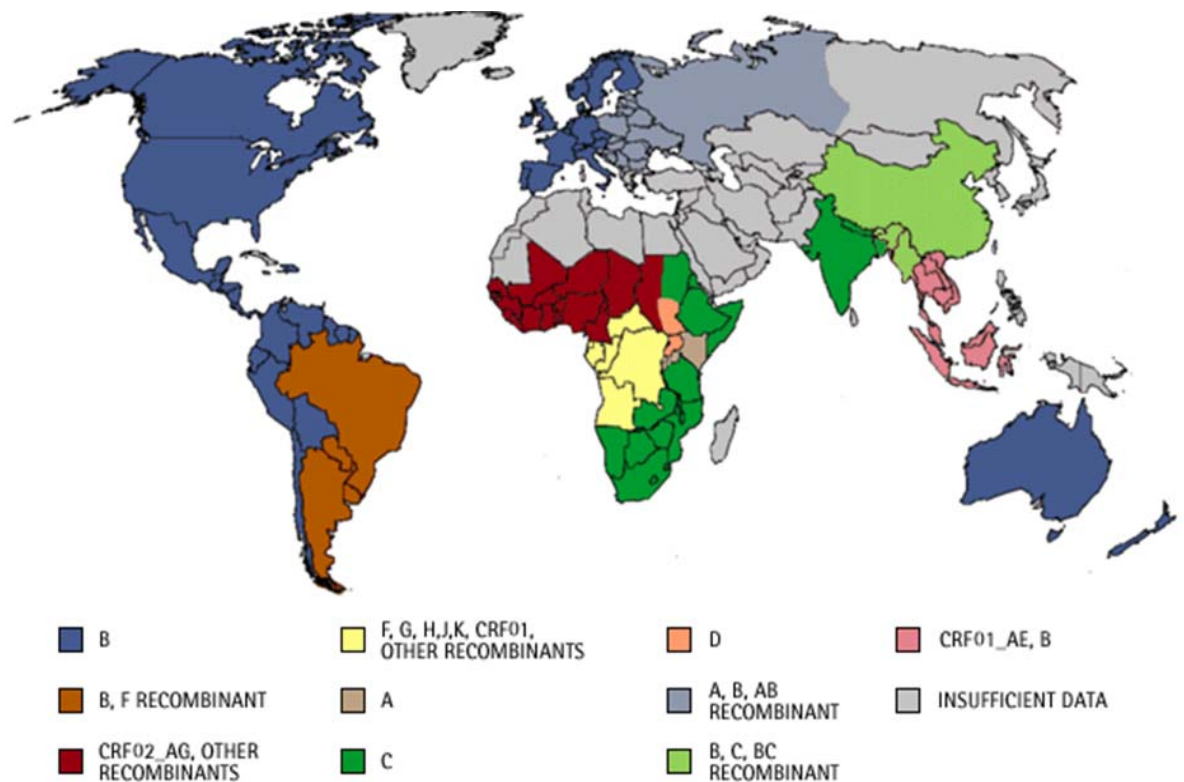 B
B, F RECOMBINANT
CRF02_AG, OTHER
RECOMBINANTS
F, G, H,J,K, CRF01,
OTHER RECOMBINANTS
A
C
D
A, B, AB
RECOMBINANT
B, C, BC
RECOMBINANT
CRF01_AE, B
INSUFFICIENT DATA